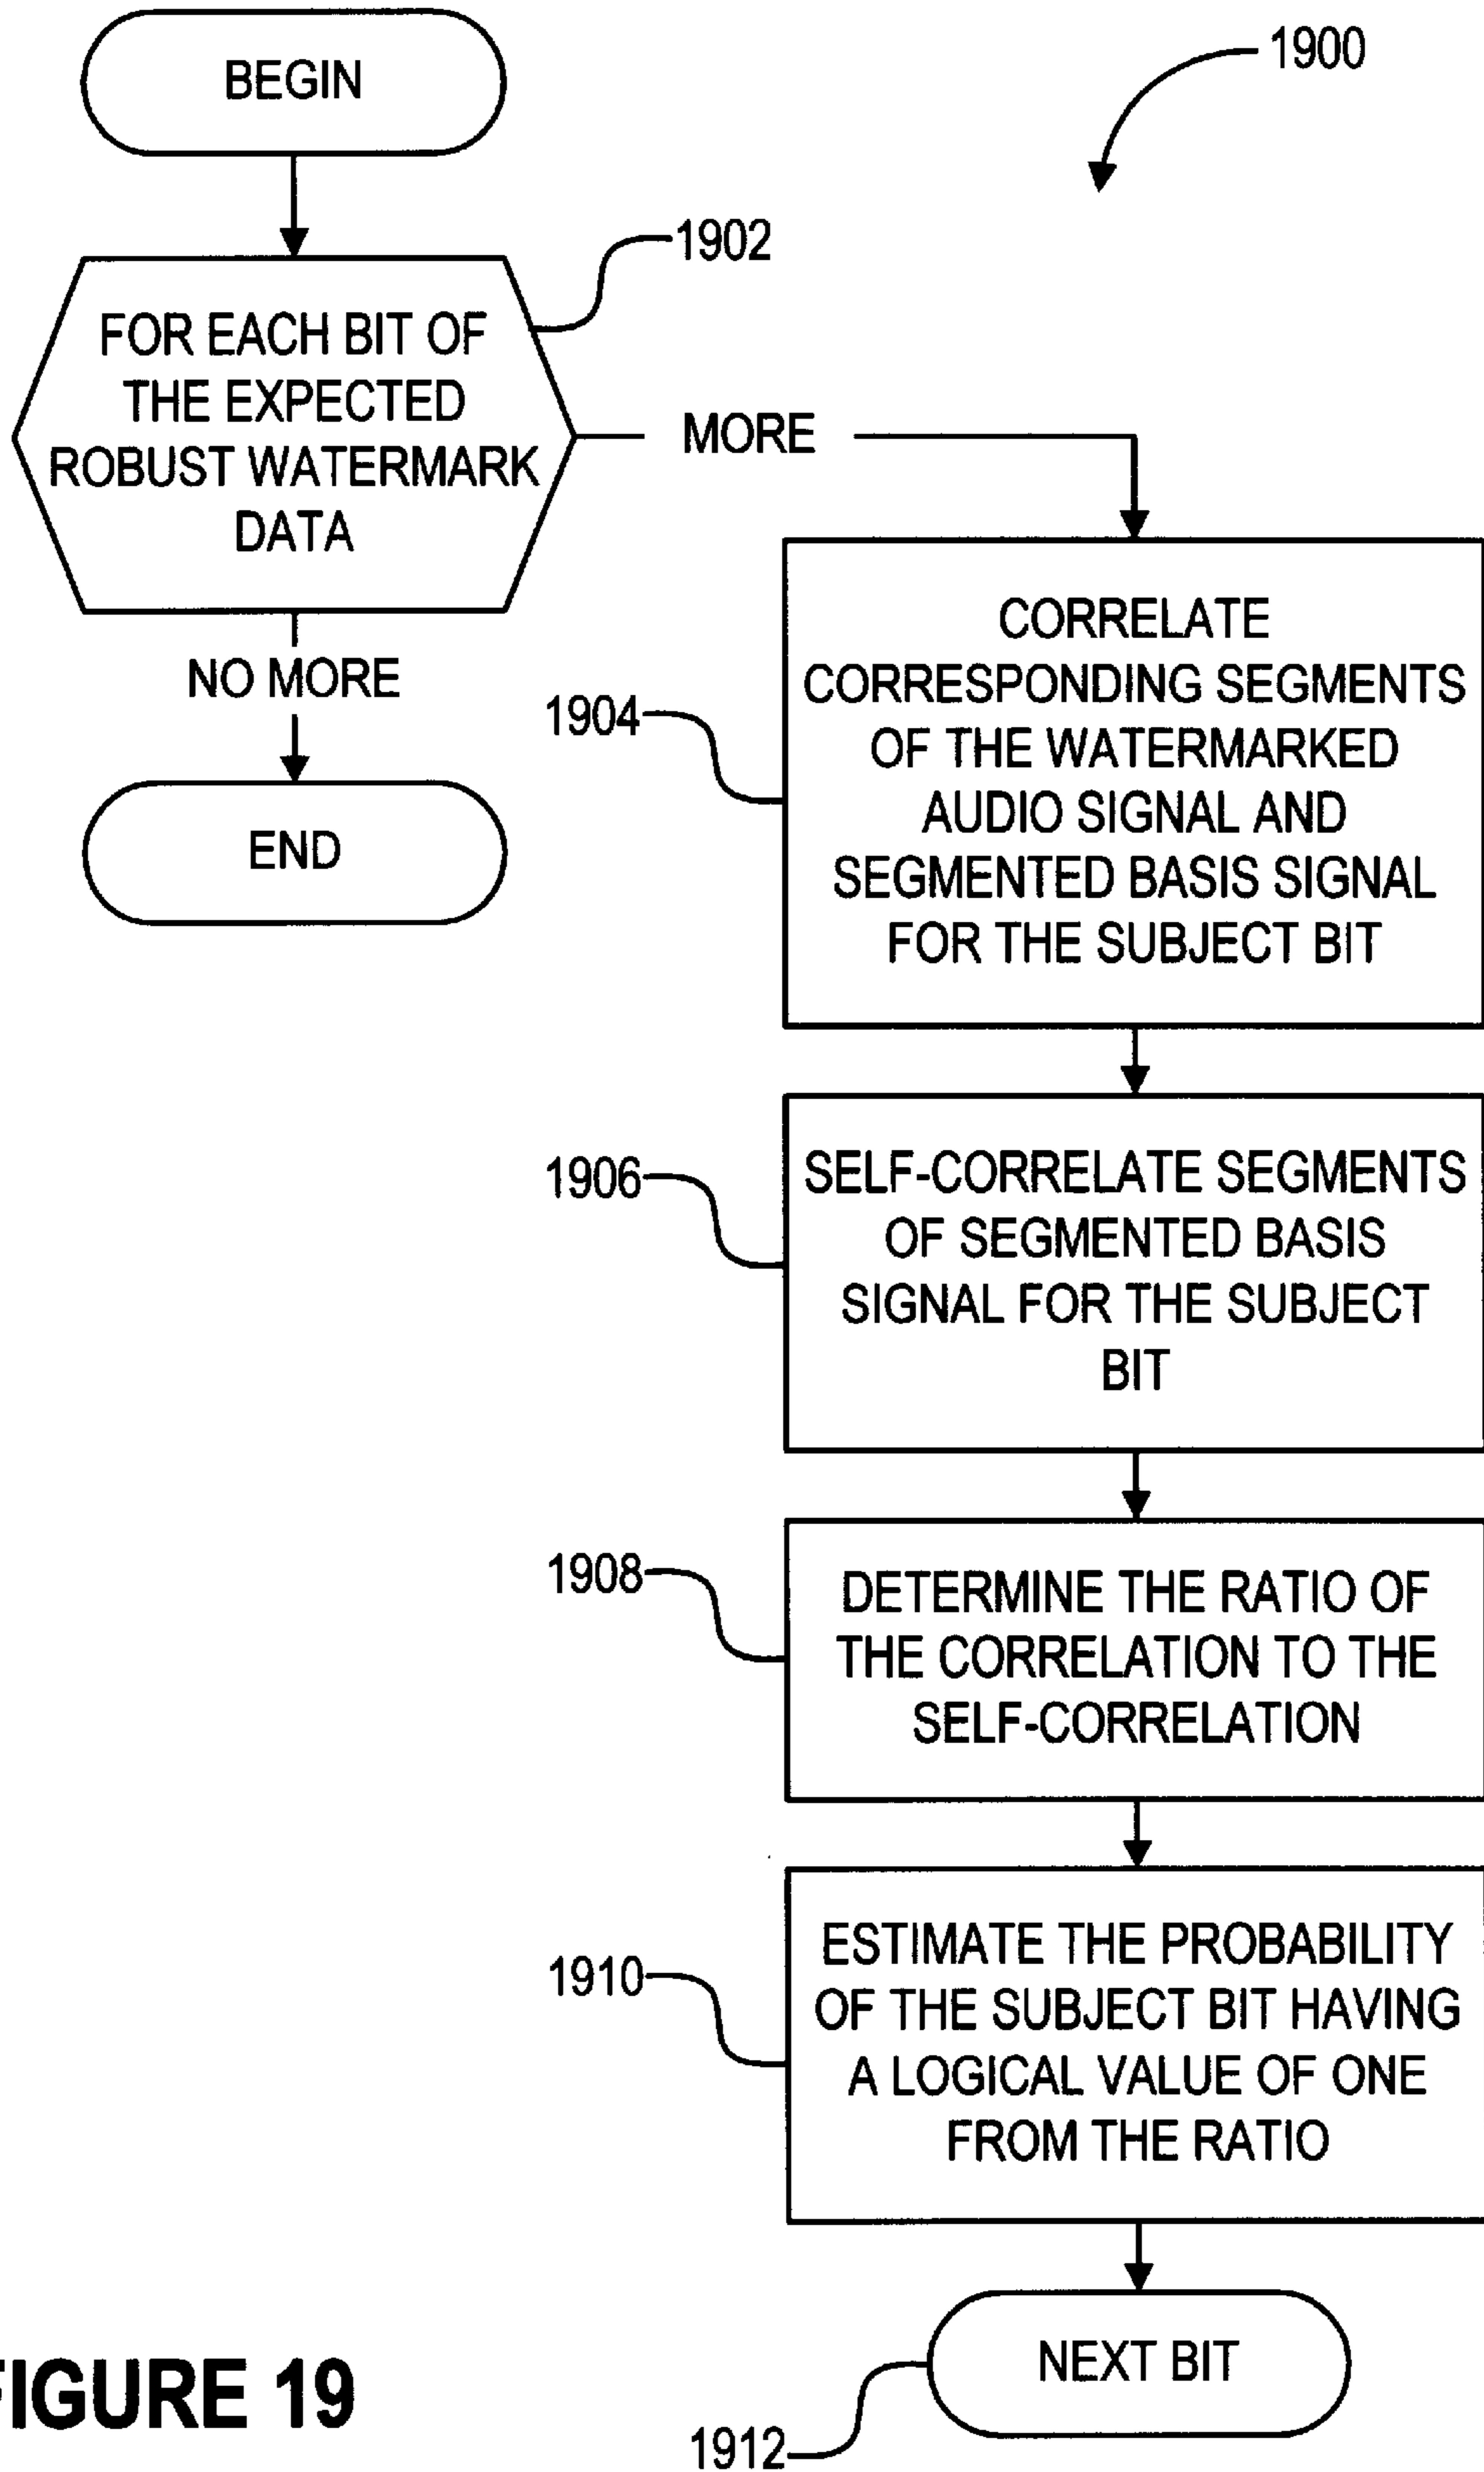 BEGIN
1900
1902
FOR EACH BIT OF
THE EXPECTED
ROBUST WATERMARK
DATA
MORE
NO MORE
END
1904
CORRELATE
CORRESPONDING SEGMENTS
OF THE WATERMARKED
AUDIO SIGNAL AND
SEGMENTED BASIS SIGNAL
FOR THE SUBJECT BIT
1906
SELF-CORRELATE SEGMENTS
OF SEGMENTED BASIS
SIGNAL FOR THE SUBJECT
BIT
1908
DETERMINE THE RATIO OF
THE CORRELATION TO THE
SELF-CORRELATION
1910
ESTIMATE THE PROBABILITY
OF THE SUBJECT BIT HAVING
A LOGICAL VALUE OF ONE
FROM THE RATIO
NEXT BIT
1912
FIGURE 19